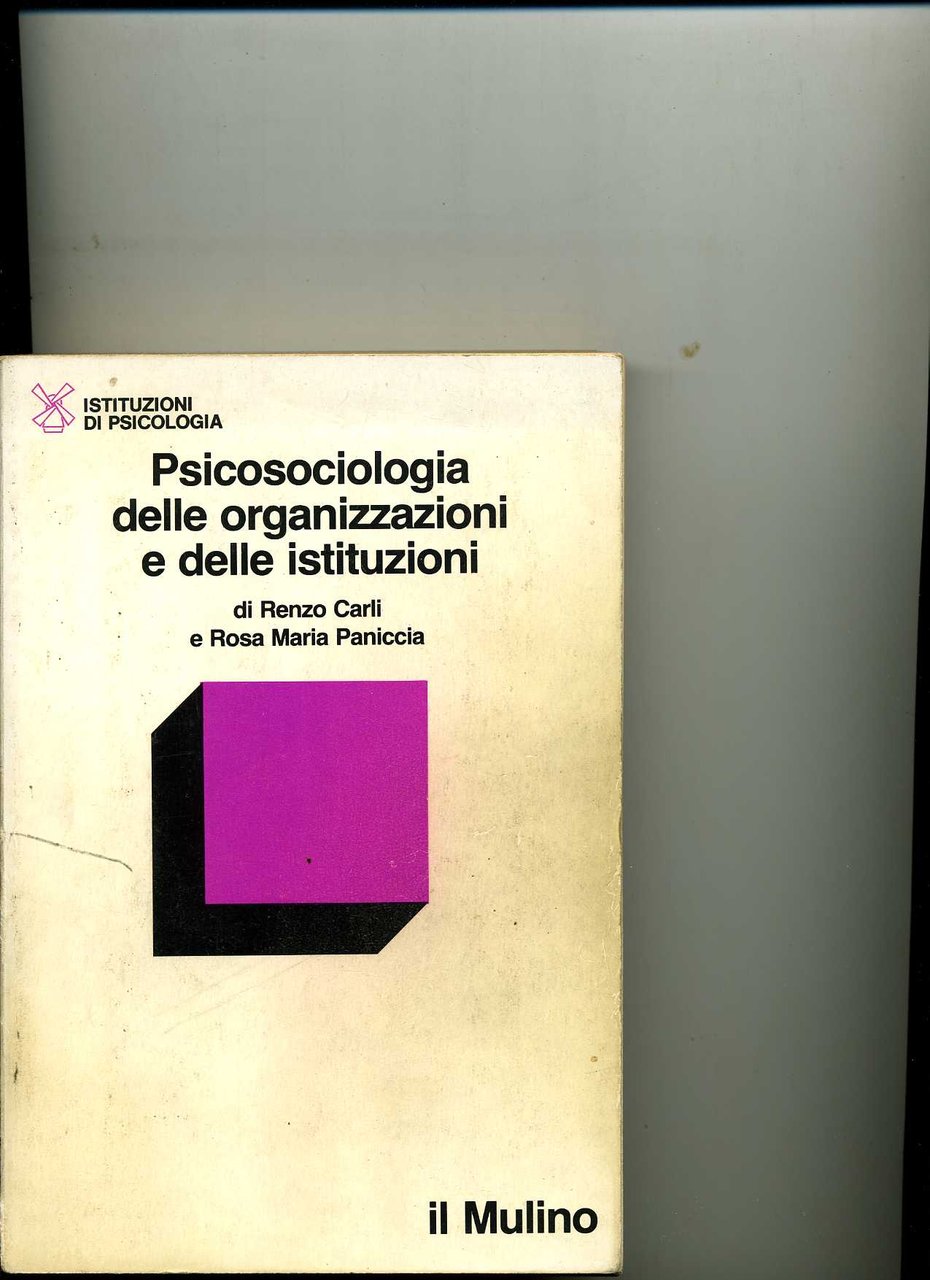 ISTITUZIONI
DI PSICOLOGIA
Psicosociologia
delle organizzazioni
e delle istituzioni
di Renzo Carli
e Rosa Maria Paniccia
il Mulino